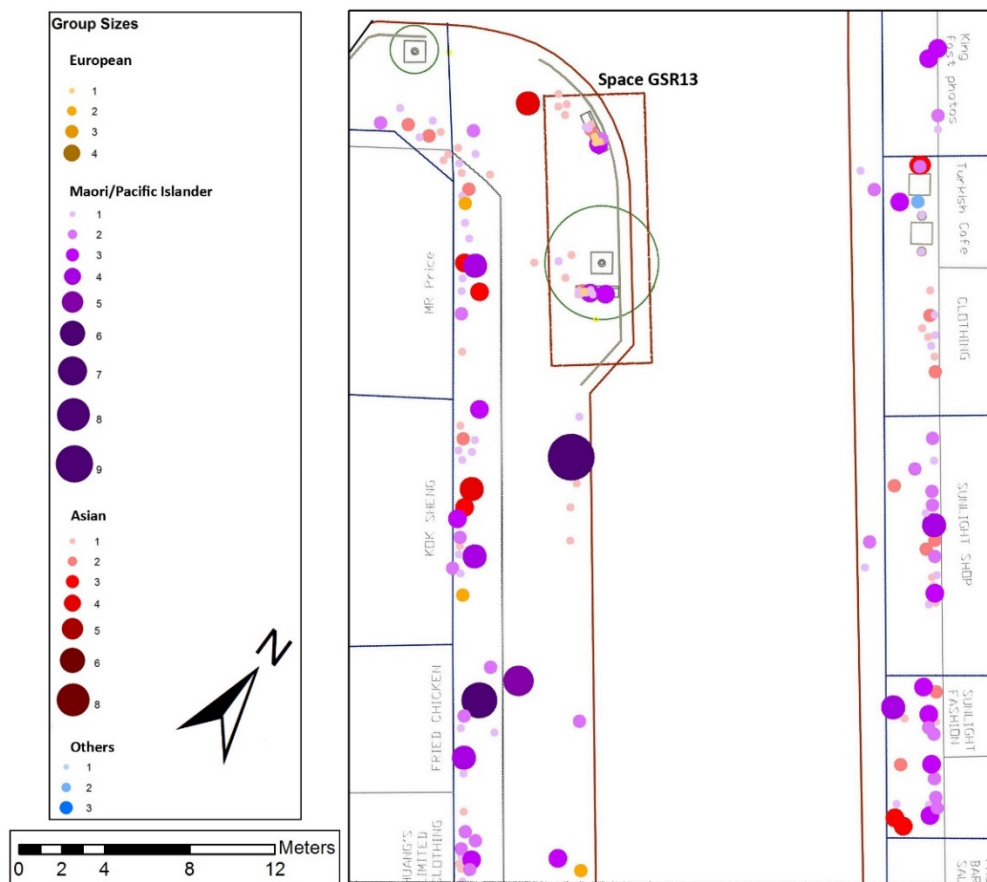 Group Sizes
European
1
2
3
4
Maori/Pacific Islander
1
2
3
4
5
6
7
8
9
Asian
1
2
3
4
5
6
8
Others
1
2
3
N
0 2 4 8 12 Meters
Space GSR13
MR Price
KOK SHENG
FRIED CHICKEN
HUANG'S
LIMITED
CLOTHING
King
fast photos
Turkish Cafe
CLOTHING
SUNLIGHT SHOP
SUNLIGHT
FASHION
BAR
SAL